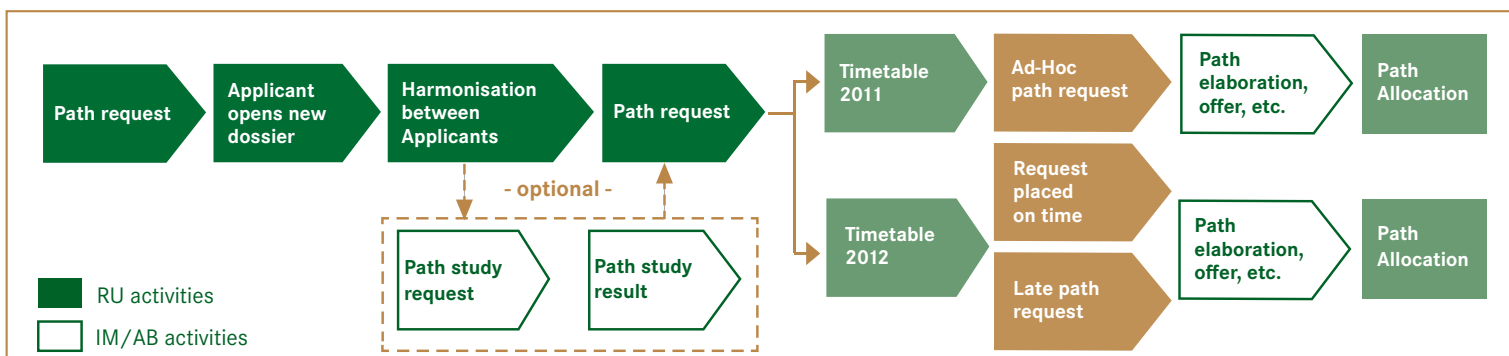 Path request
Applicant
opens new
dossier
Harmonisation
between
Applicants
Path request
- optional -
Path study
request
Path study
result
RU activities
IM/AB activities
Timetable
2011
Ad-Hoc
path request
Path
elaboration,
offer, etc.
Path
Allocation
Timetable
2012
Request
placed
on time
Late path
request
Path
elaboration,
offer, etc.
Path
Allocation